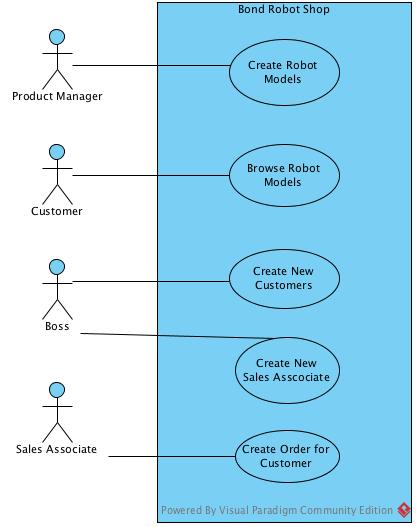 Bond Robot Shop
Create Robot
Models
Product Manager
Browse Robot
Models
Customer
Create New
Customers
Boss
Create New
Sales Asscociate
Sales Associate
Create Order for
Customer
Powered By Visual Paradigm Community Edition